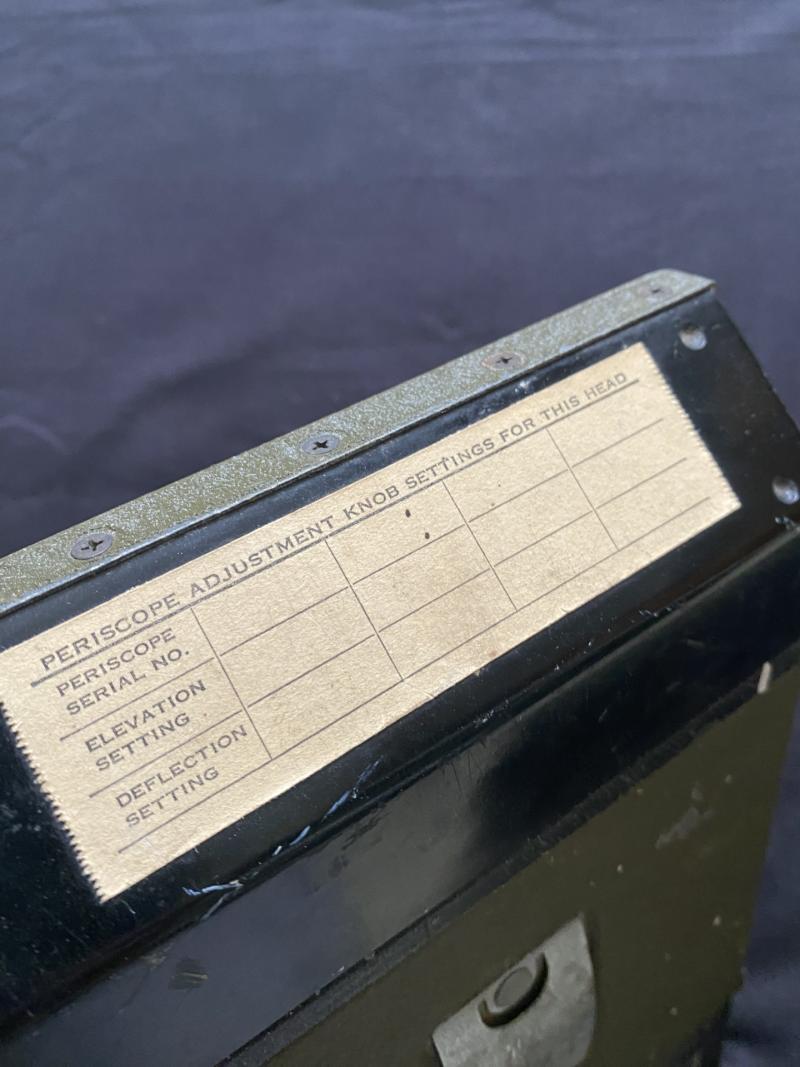 PERISCOPE ADJUSTMENT KNOB SETTINGS FOR THIS HEAD
PERISCOPE
SERIAL NO.
ELEVATION
SETTING
DEFLECTION
SETTING